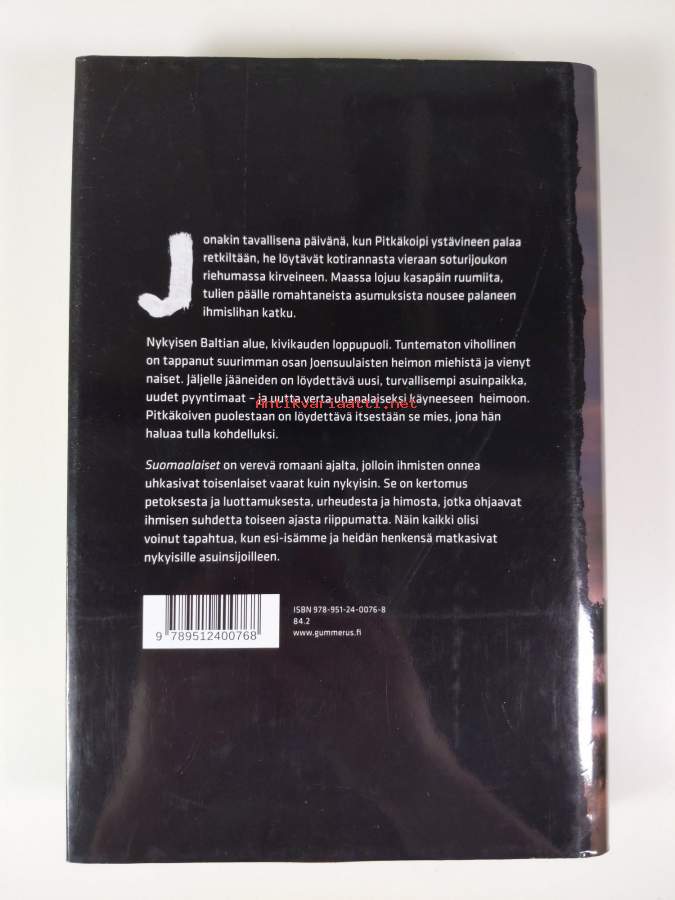 Jonakin tavallisena päivänä, kun Pitkäkoipi ystävineen palaa
retkiltään, he löytävät kotirannasta vieraan soturijoukon
riehumassa kirveineen. Maassa lojuu kasapäin ruumiita,
tulien päälle romahtaneista asumuksista nousee palaneen
ihmislihan katku.
Nykyisen Baltian alue, kivikauden loppupuoli. Tuntematon vihollinen
on tappanut suurimman osan Joensuulaisten heimon miehistä ja vienyt
naiset. Jäljelle jääneiden on löydettävä uusi, turvallisempi asuinpaikka,
uudet pyyntimaat – ja uutta verta uhanalaiseksi käyneeseen heimoon.
Antikvariaatti.net
Pitkäkoiven puolestaan on löydettävä itsestään se mies, jona hän
haluaa tulla kohdelluksi.
Suomaalaiset on verevä romaani ajalta, jolloin ihmisten onnea
uhkasivat toisenlaiset vaarat kuin nykyisin. Se on kertomus
petoksesta ja luottamuksesta, urheudesta ja himosta, jotka ohjaavat
ihmisen suhdetta toiseen ajasta riippumatta. Näin kaikki olisi
voinut tapahtua, kun esi-isämme ja heidän henkensä matkasivat
nykyisille asuinsijoilleen.
ISBN 978-951-24-0076-8
84.2
www.gummerus.fi
9 789512 400768